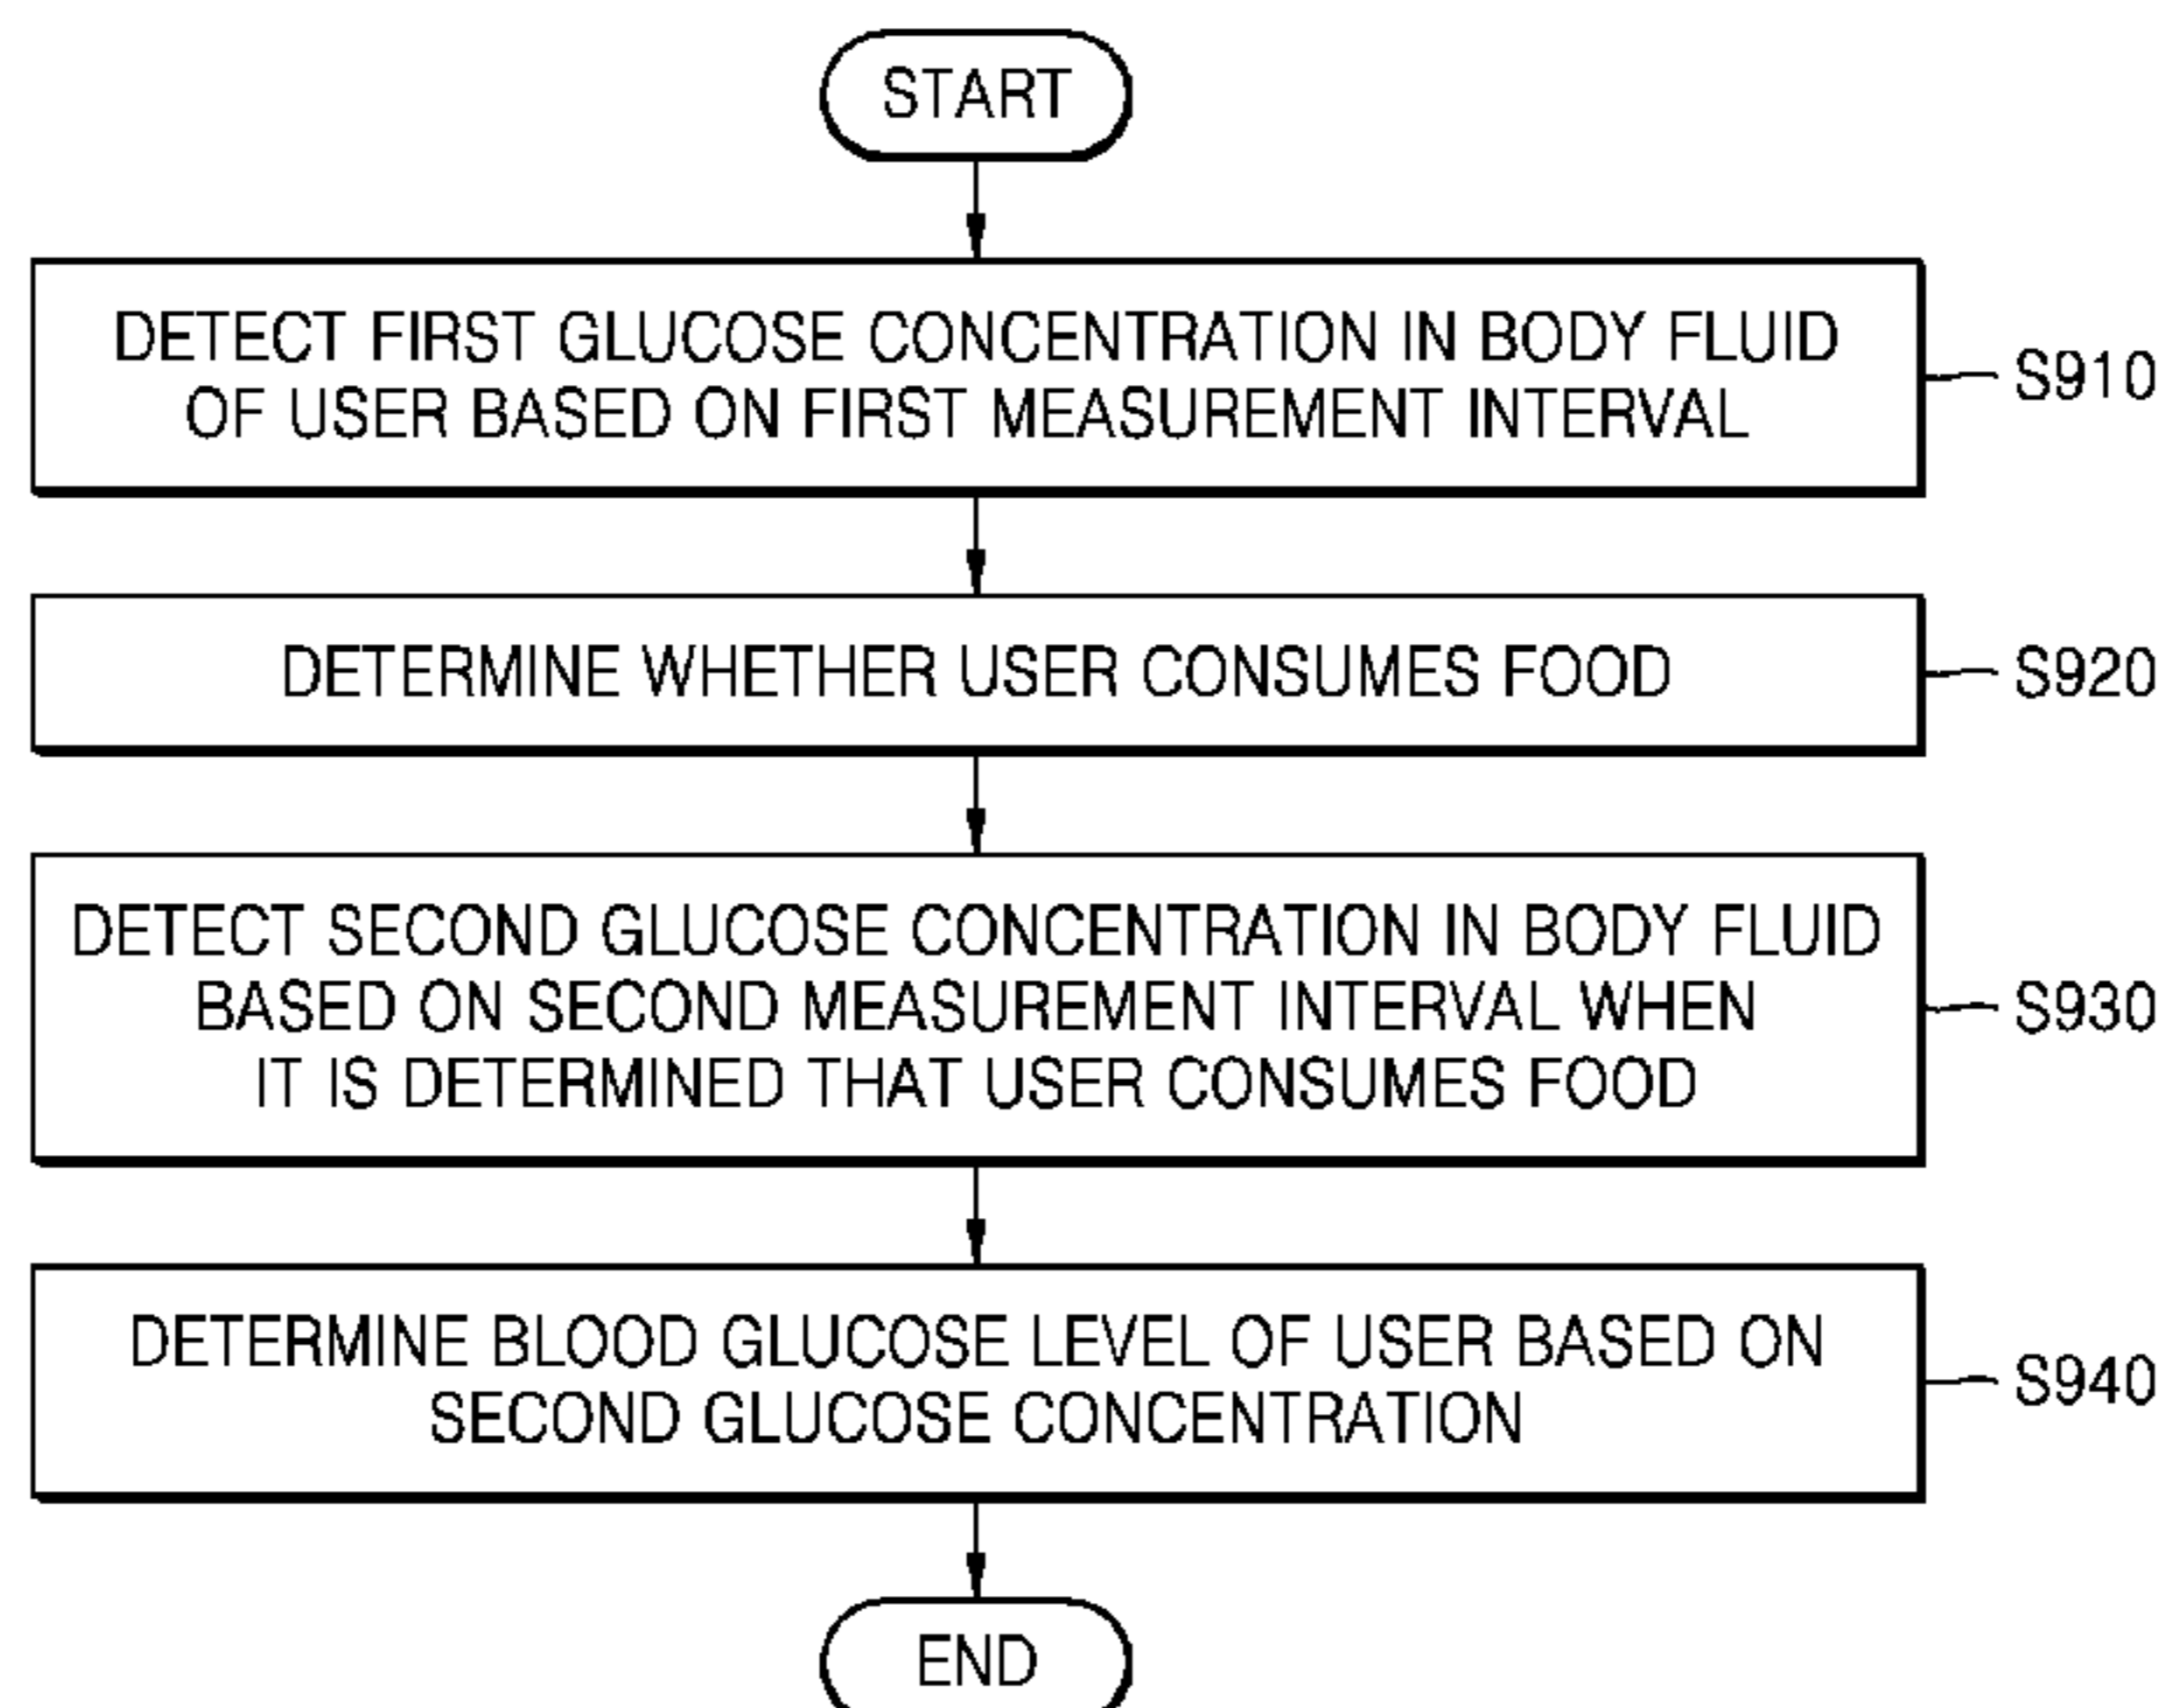 START
DETECT FIRST GLUCOSE CONCENTRATION IN BODY FLUID
OF USER BASED ON FIRST MEASUREMENT INTERVAL
S910
DETERMINE WHETHER USER CONSUMES FOOD
S920
DETECT SECOND GLUCOSE CONCENTRATION IN BODY FLUID
BASED ON SECOND MEASUREMENT INTERVAL WHEN
IT IS DETERMINED THAT USER CONSUMES FOOD
S930
DETERMINE BLOOD GLUCOSE LEVEL OF USER BASED ON
SECOND GLUCOSE CONCENTRATION
S940
END